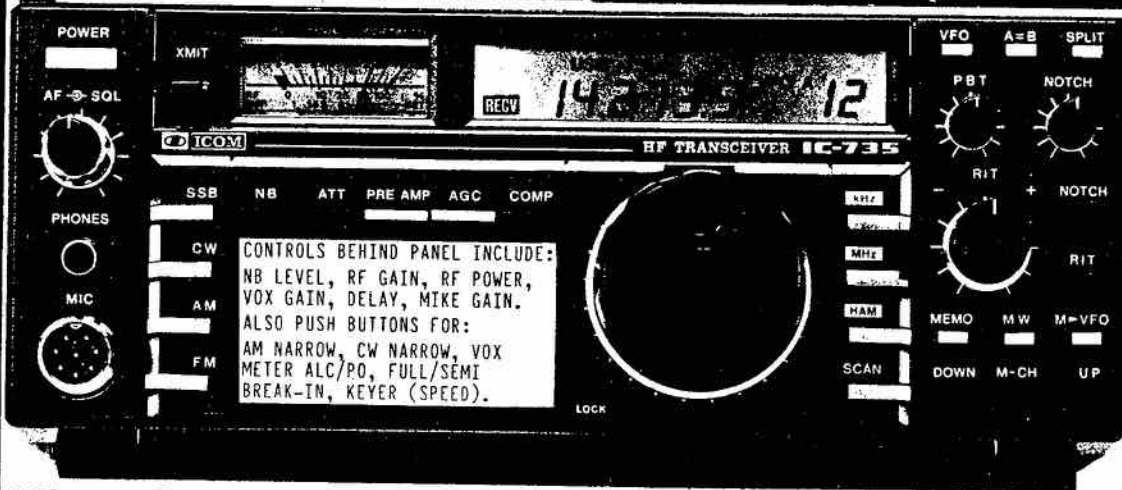 POWER
XMIT
AF SQL
PHONES
MIC
RECV 12
ICOM
HF TRANSCEIVER IC-735
SSB NB ATT PRE AMP AGC COMP
CW
AM
FM
CONTROLS BEHIND PANEL INCLUDE:
NB LEVEL, RF GAIN, RF POWER,
VOX GAIN, DELAY, MIKE GAIN.
ALSO PUSH BUTTONS FOR:
AM NARROW, CW NARROW, VOX
METER ALC/PO, FULL/SEMI
BREAK-IN, KEYER (SPEED).
LOCK
kHz
MHz
HAM
SCAN
VFO A=B SPLIT
PBT NOTCH
RIT
- + NOTCH
RIT
MEMO MW M►VFO
DOWN M-CH UP